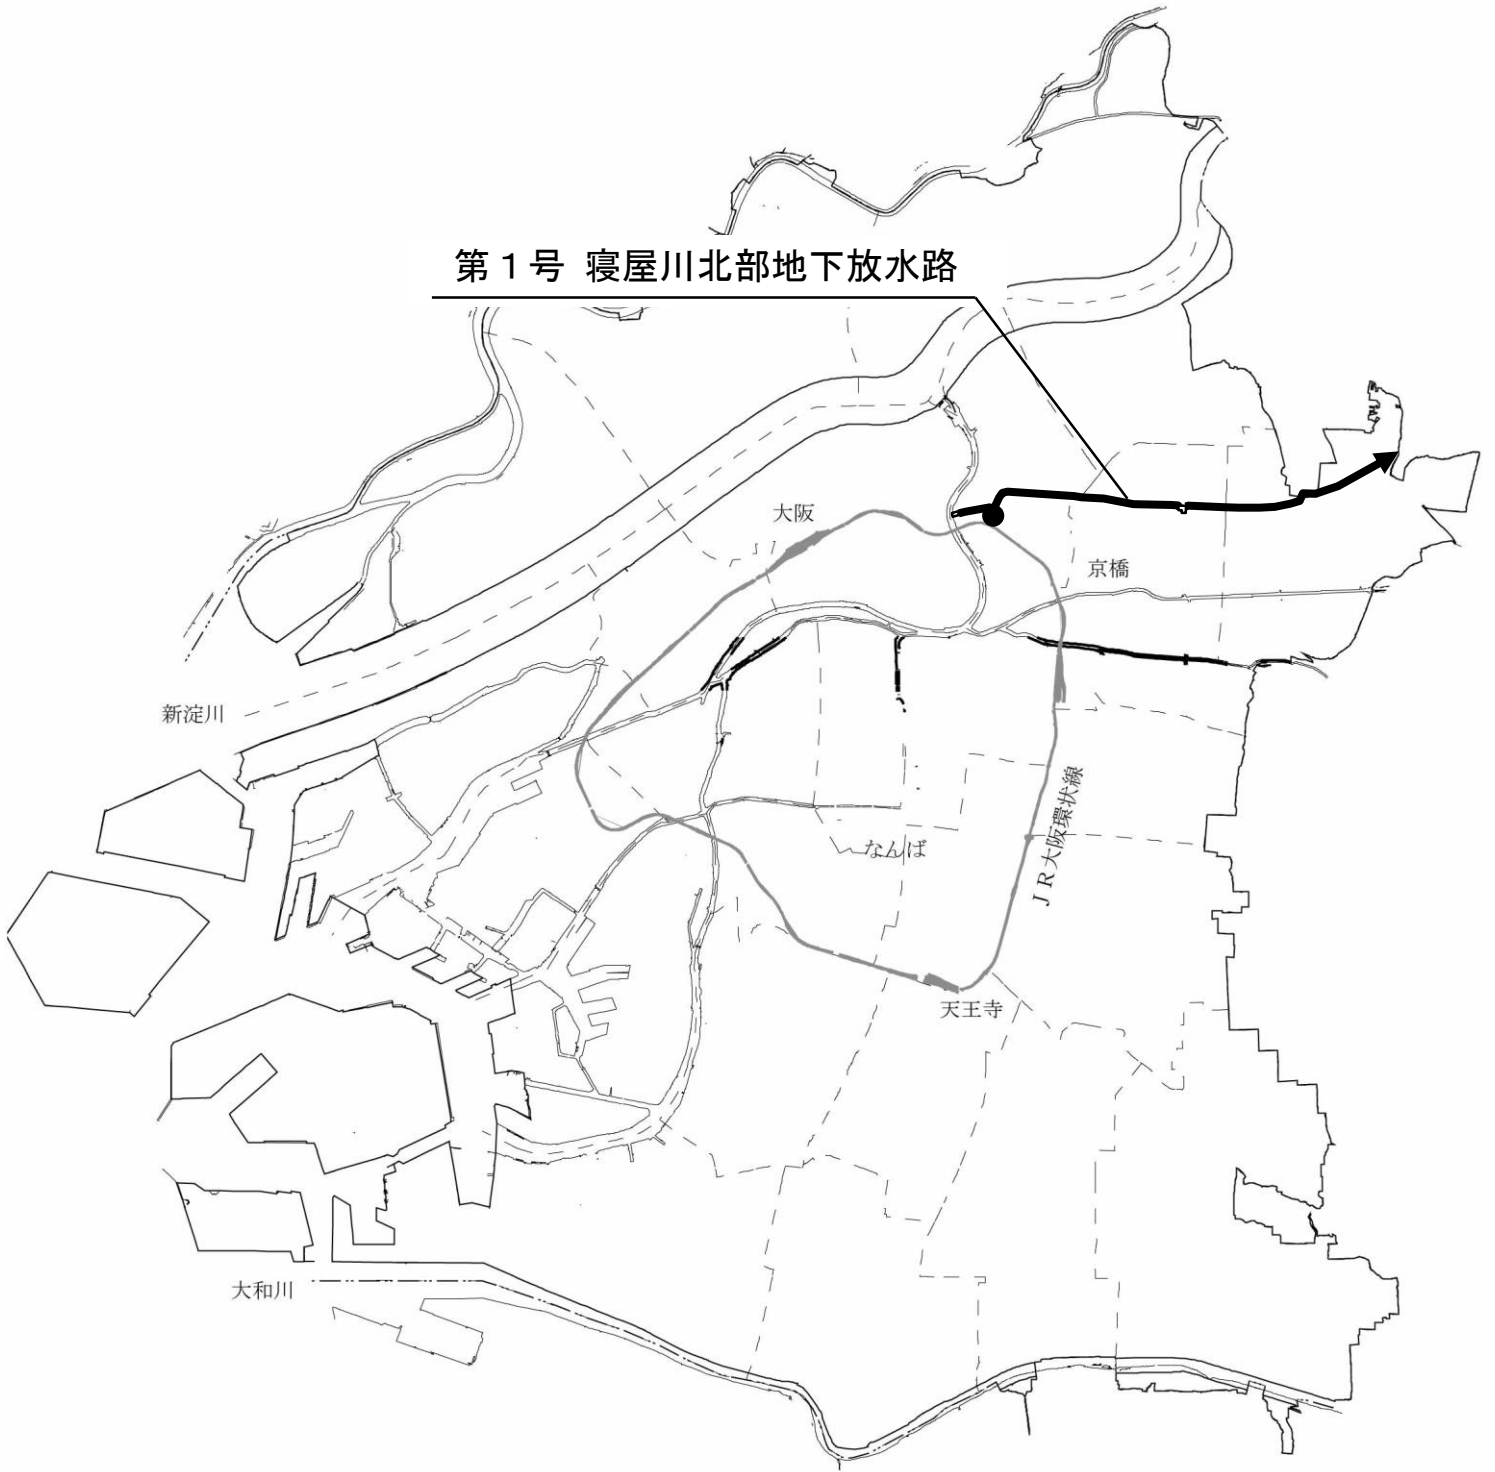 第1号 寝屋川北部地下放水路
大阪
京橋
新淀川
なんば
JR大阪環状線
天王寺
大和川